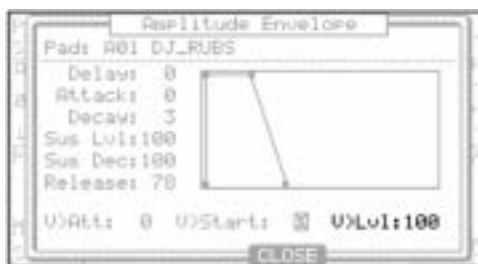 Amplitude Envelope
Pad: A01 DJ_RUBS
Delay: 0
Attack: 0
Decay: 3
Sus Lvl:100
Sus Dec:100
Release: 70
V>Att: 0 V>Start: 0 V>Lvl:100
CLOSE